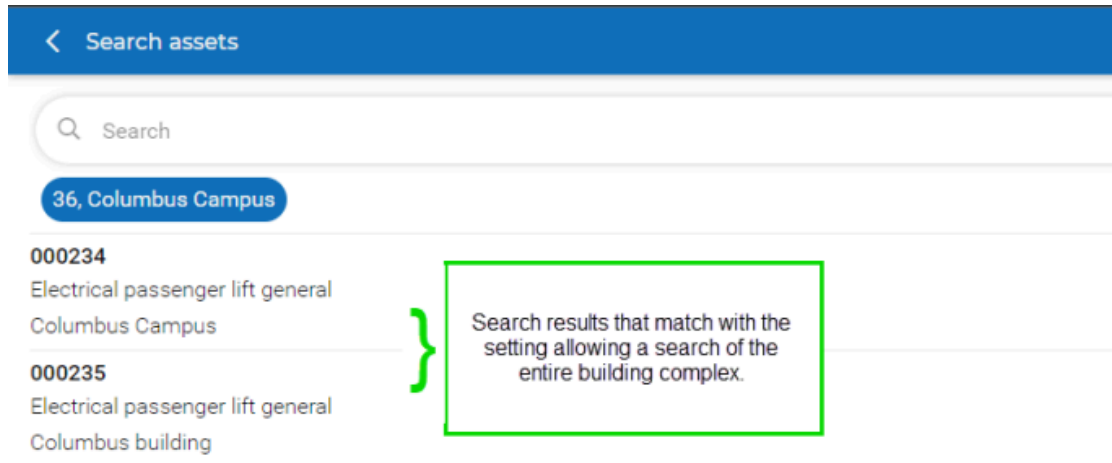 Search assets
Search
36, Columbus Campus
000234
Electrical passenger lift general
Columbus Campus
000235
Electrical passenger lift general
Columbus building
Search results that match with the
setting allowing a search of the
entire building complex.